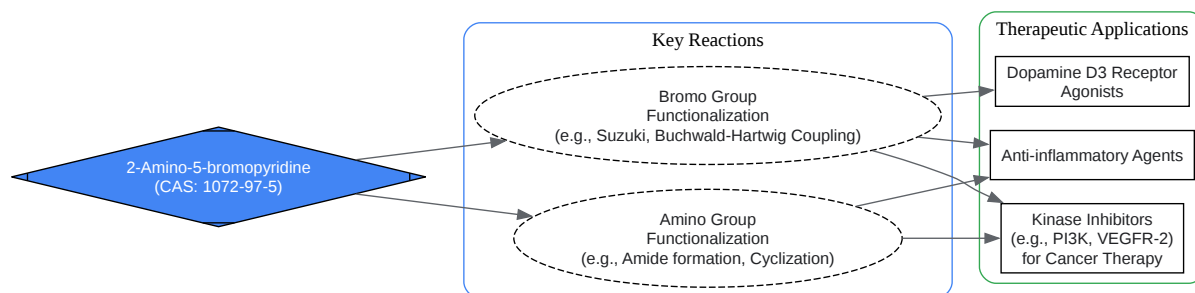 Key Reactions
Therapeutic Applications
2-Amino-5-bromopyridine
(CAS: 1072-97-5)
Bromo Group
Functionalization
(e.g., Suzuki, Buchwald-Hartwig Coupling)
Amino Group
Functionalization
(e.g., Amide formation, Cyclization)
Dopamine D3 Receptor
Agonists
Anti-inflammatory Agents
Kinase Inhibitors
(e.g., PI3K, VEGFR-2)
for Cancer Therapy